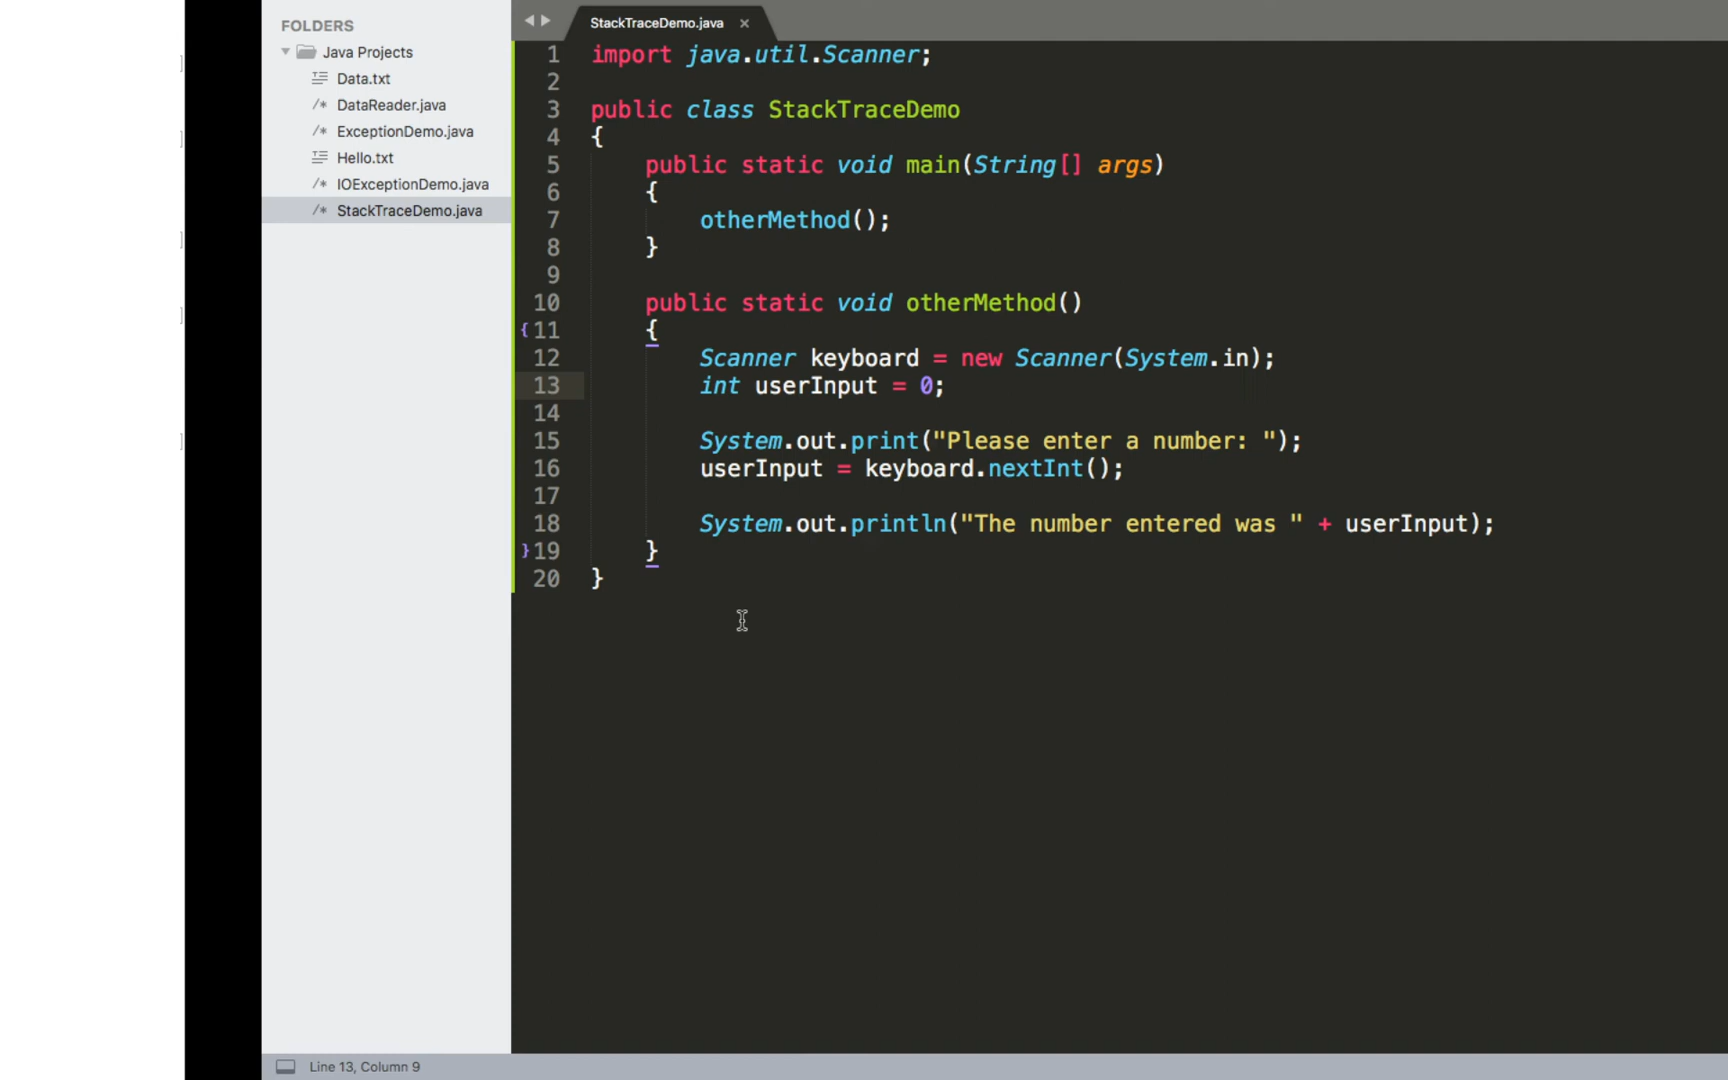 FOLDERS
Java Projects
Data.txt
DataReader.java
ExceptionDemo.java
Hello.txt
IOExceptionDemo.java
StackTraceDemo.java
StackTraceDemo.java ×
1 import java.util.Scanner;
2
3 public class StackTraceDemo
4 {
5 public static void main(String[] args)
6 {
7 otherMethod();
8 }
9
10 public static void otherMethod()
{ 11 {
12 Scanner keyboard = new Scanner(System.in);
13 int userInput = 0;
14
15 System.out.print("Please enter a number: ");
16 userInput = keyboard.nextInt();
17
18 System.out.println("The number entered was " + userInput);
} 19 }
20 }
Line 13, Column 9